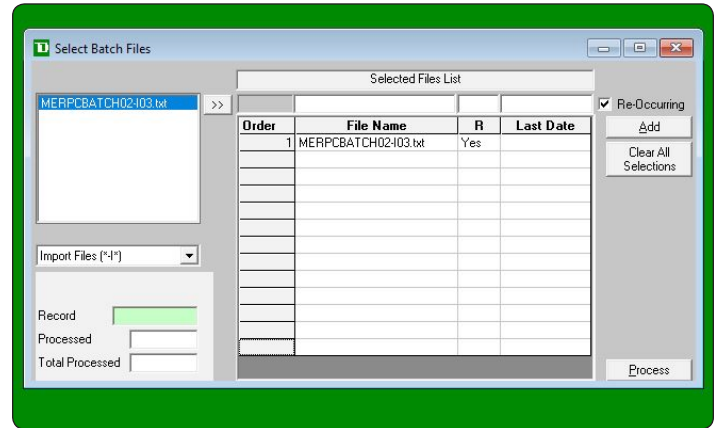 TD Select Batch Files
Selected Files List
MERPCBATCH02-I03.txt >> Re-Occurring
Order File Name R Last Date Add
1 MERPCBATCH02-I03.txt Yes
Clear All
Selections
Import Files (*-I*)
Record
Processed
Total Processed
Process